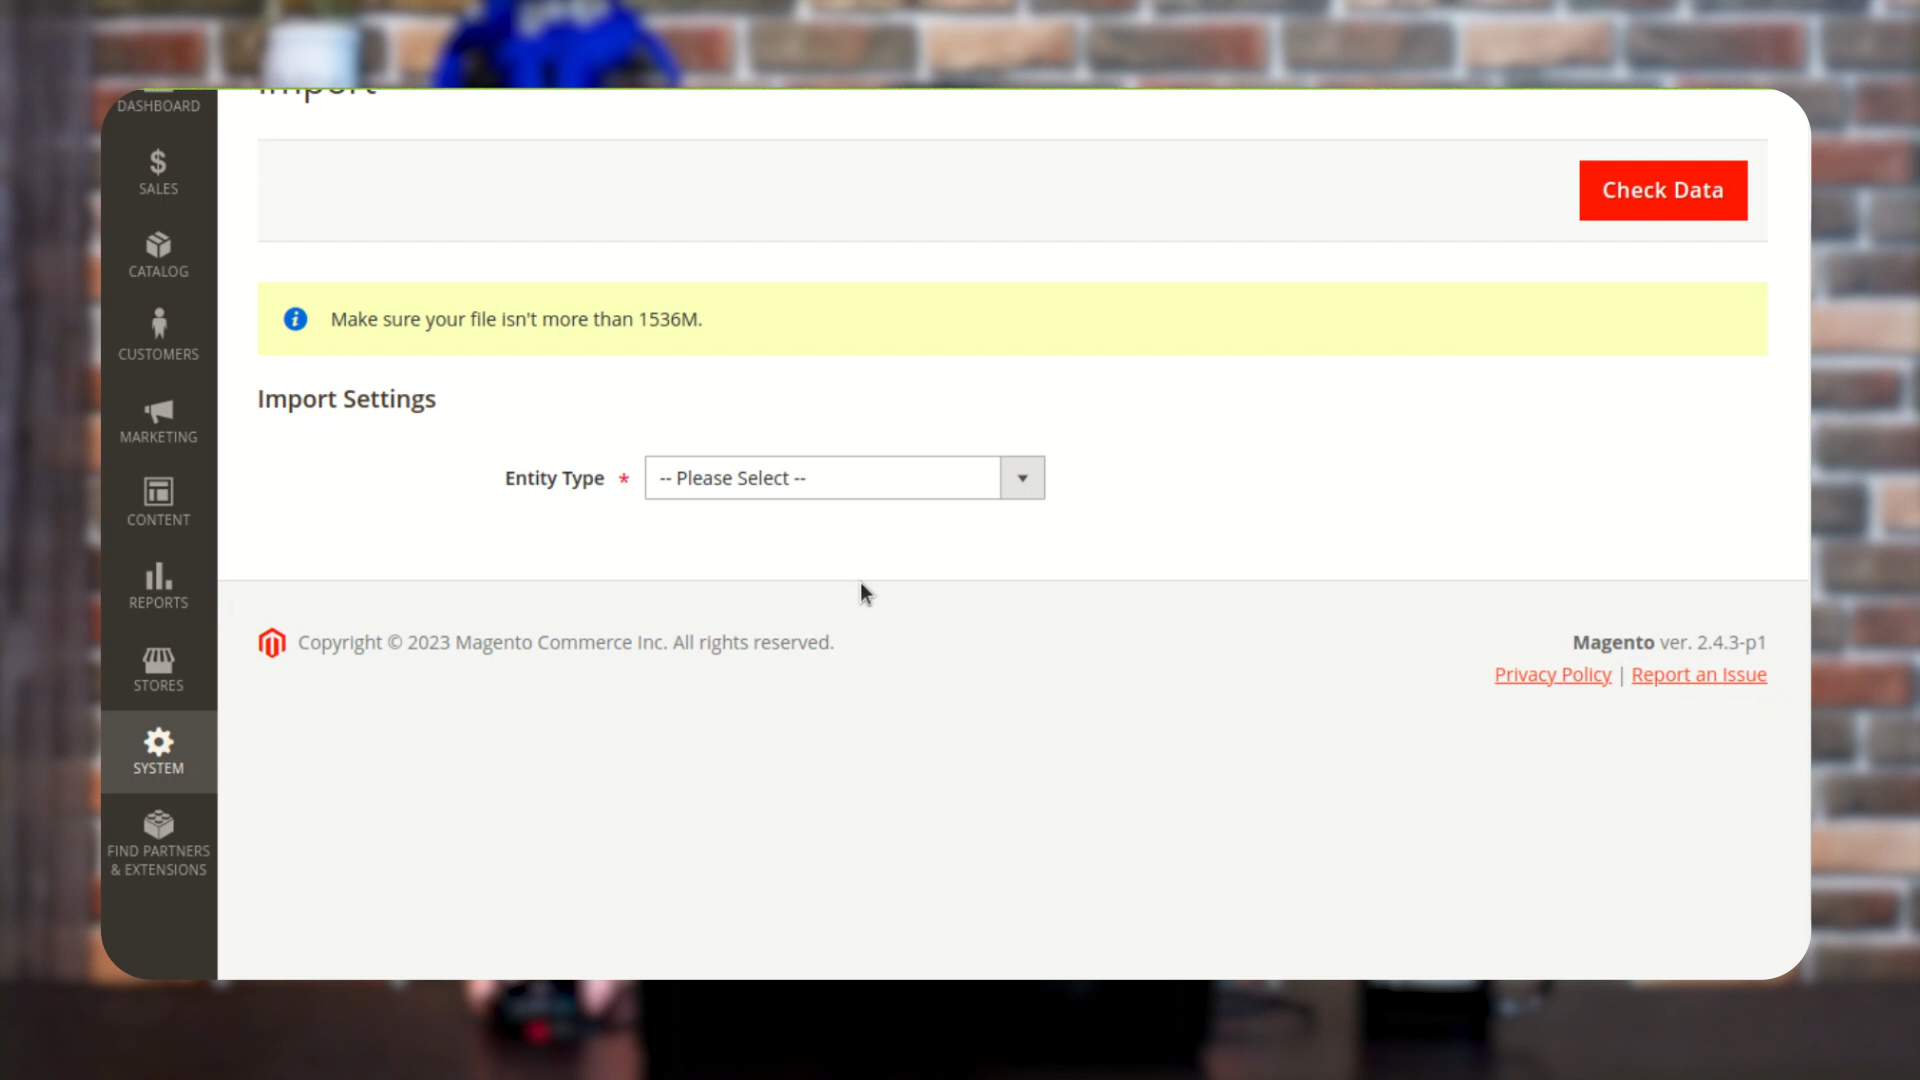 Import
DASHBOARD
SALES
CATALOG
CUSTOMERS
MARKETING
CONTENT
REPORTS
STORES
SYSTEM
FIND PARTNERS
& EXTENSIONS
Check Data
Make sure your file isn't more than 1536M.
Import Settings
Entity Type * -- Please Select --
Copyright © 2023 Magento Commerce Inc. All rights reserved.
Magento ver. 2.4.3-p1
Privacy Policy | Report an Issue